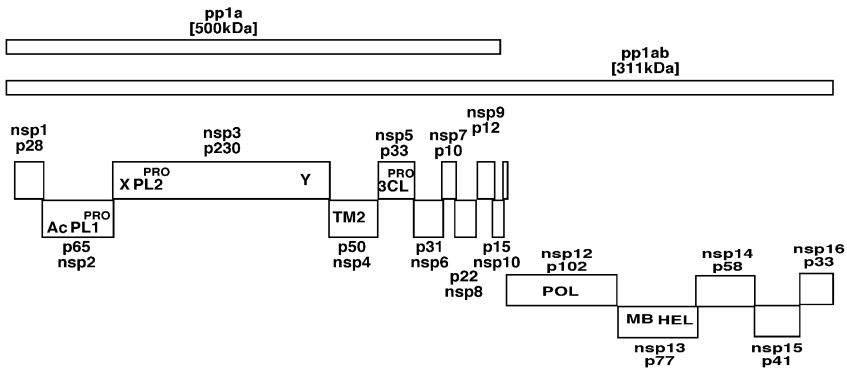 pp1a
[500kDa]
pp1ab
[311kDa]
nsp1
p28
nsp3
p230
nsp5
p33
nsp7
p10
nsp9
p12
X PL2 PRO
Y
3CL PRO
Ac PL1 PRO
TM2
p65
nsp2
p50
nsp4
p31
nsp6
p22
nsp8
p15
nsp10
nsp12
p102
nsp14
p58
nsp16
p33
POL
MB HEL
nsp13
p77
nsp15
p41